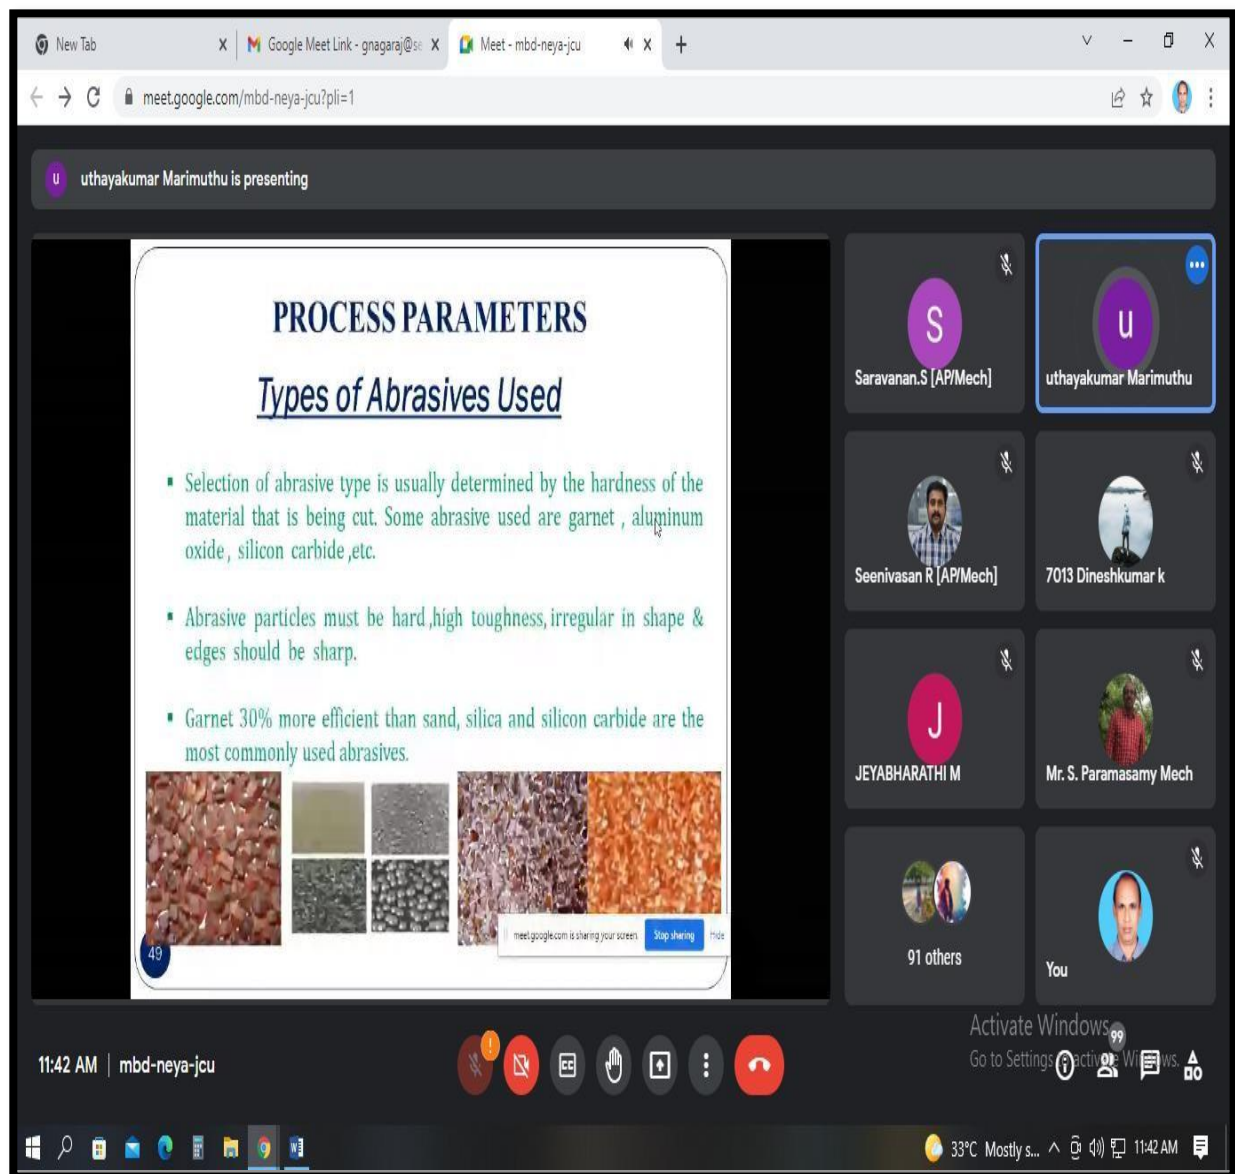 New Tab
Google Meet Link - gnagaraj@se
Meet - mbd-neya-jcu
meet.google.com/mbd-neya-jcu?pli=1
u
uthayakumar Marimuthu is presenting
PROCESS PARAMETERS
Types of Abrasives Used
▪ Selection of abrasive type is usually determined by the hardness of the
material that is being cut. Some abrasive used are garnet , aluminum
oxide , silicon carbide ,etc.
▪ Abrasive particles must be hard ,high toughness, irregular in shape &
edges should be sharp.
▪ Garnet 30% more efficient than sand, silica and silicon carbide are the
most commonly used abrasives.
meet.google.com is sharing your screen.
Stop sharing
Hide
49
S
Saravanan.S [AP/Mech]
u
uthayakumar Marimuthu
Seenivasan R [AP/Mech]
7013 Dineshkumar k
J
JEYABHARATHI M
Mr. S. Paramasamy Mech
91 others
You
Activate Windows
Go to Settings to activate Windows.
99
11:42 AM | mbd-neya-jcu
!
CC
33°C Mostly s...
11:42 AM